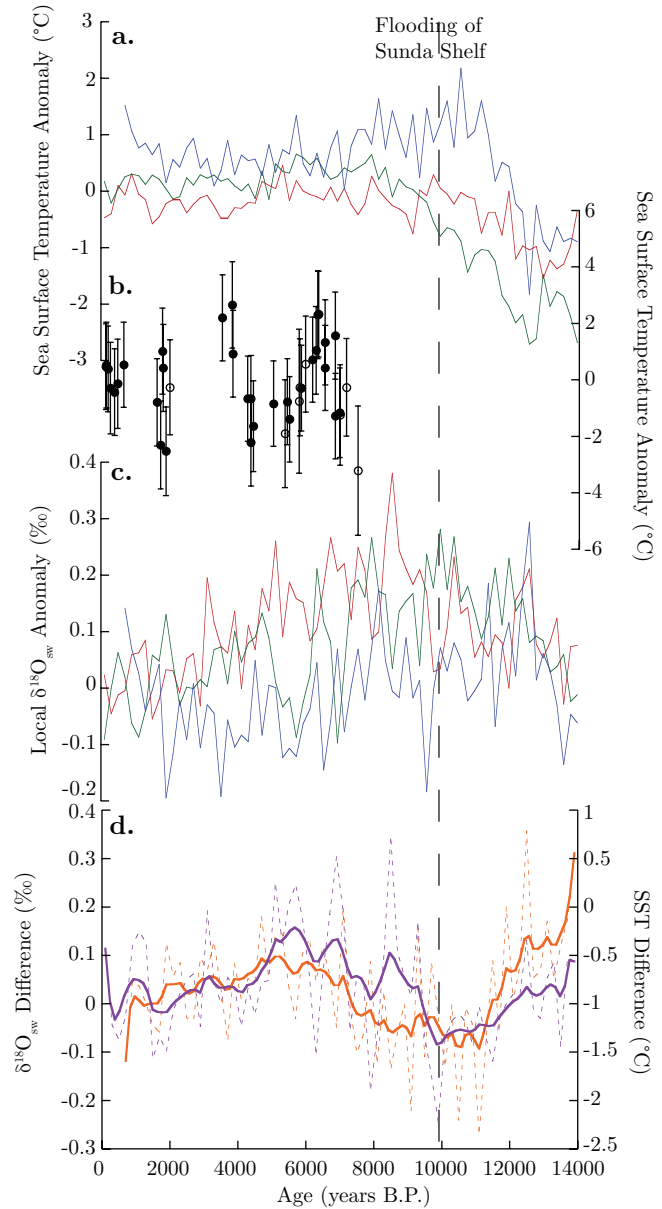 Flooding of
Sunda Shelf
a.
3
2
1
0
-1
-2
-3
Sea Surface Temperature Anomaly (°C)
b.
6
4
2
0
-2
-4
-6
Sea Surface Temperature Anomaly (°C)
c.
0.4
0.3
0.2
0.1
0
-0.1
-0.2
Local δ¹⁸O_sw Anomaly (‰)
d.
0.4
0.3
0.2
0.1
0
-0.1
-0.2
-0.3
δ¹⁸O_sw Difference (‰)
1
0.5
0
-0.5
-1
-1.5
-2
-2.5
SST Difference (°C)
0 2000 4000 6000 8000 10000 12000 14000
Age (years B.P.)